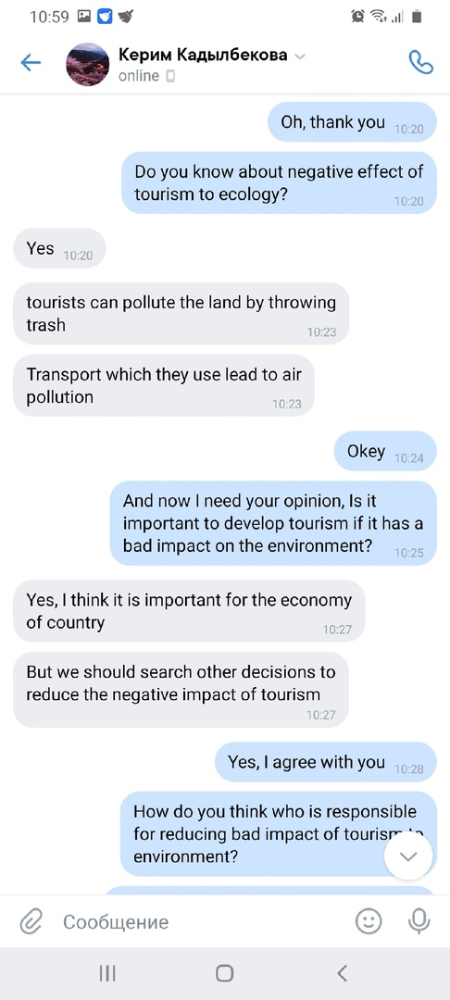 10:59
Керим Кадылбекова
online
Oh, thank you 10:20
Do you know about negative effect of
tourism to ecology?
10:20
Yes 10:20
tourists can pollute the land by throwing
trash
10:23
Transport which they use lead to air
pollution
10:23
Okey 10:24
And now I need your opinion, Is it
important to develop tourism if it has a
bad impact on the environment? 10:25
Yes, I think it is important for the economy
of country
10:27
But we should search other decisions to
reduce the negative impact of tourism
10:27
Yes, I agree with you 10:28
How do you think who is responsible
for reducing bad impact of tourism
environment?
Сообщение